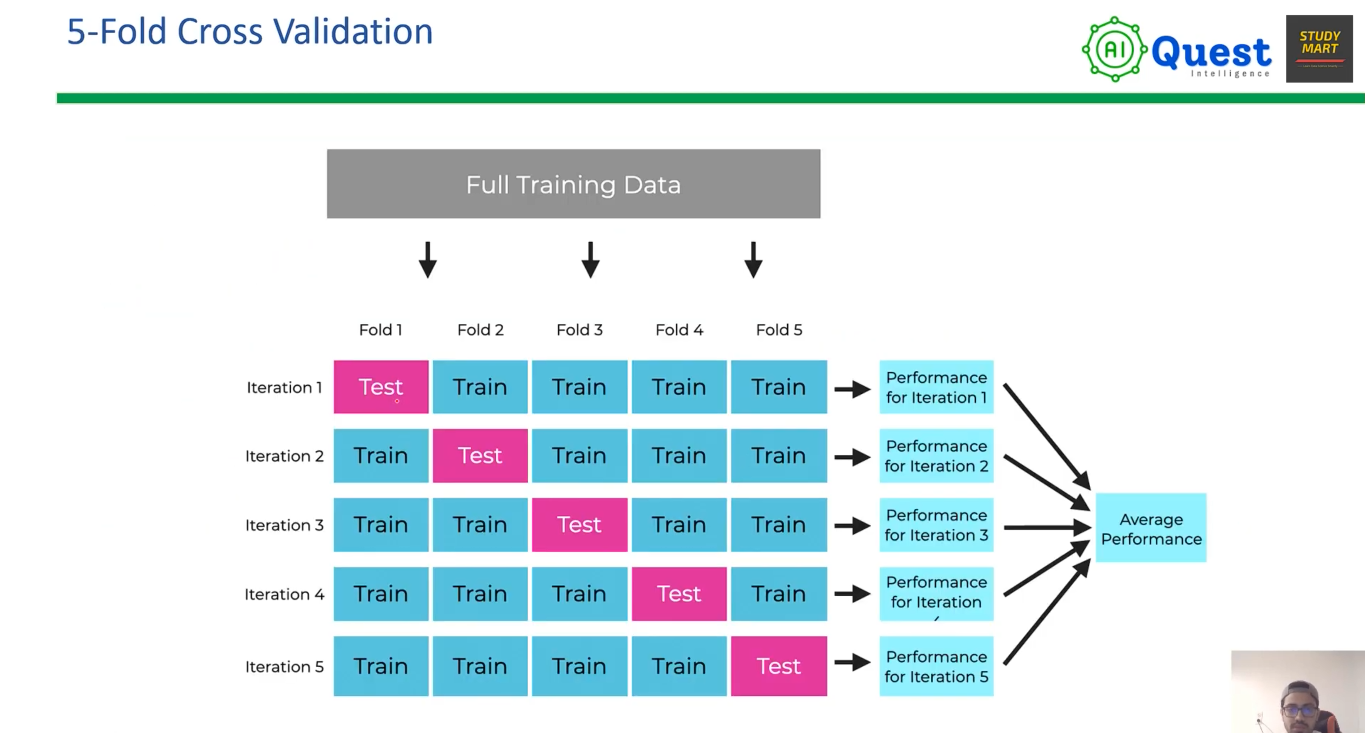 5-Fold Cross Validation
AI Quest
Intelligence
STUDY
MART
Full Training Data
Fold 1 Fold 2 Fold 3 Fold 4 Fold 5
Iteration 1 Test Train Train Train Train Performance for Iteration 1
Iteration 2 Train Test Train Train Train Performance for Iteration 2
Iteration 3 Train Train Test Train Train Performance for Iteration 3
Iteration 4 Train Train Train Test Train Performance for Iteration
Iteration 5 Train Train Train Train Test Performance for Iteration 5
Average
Performance